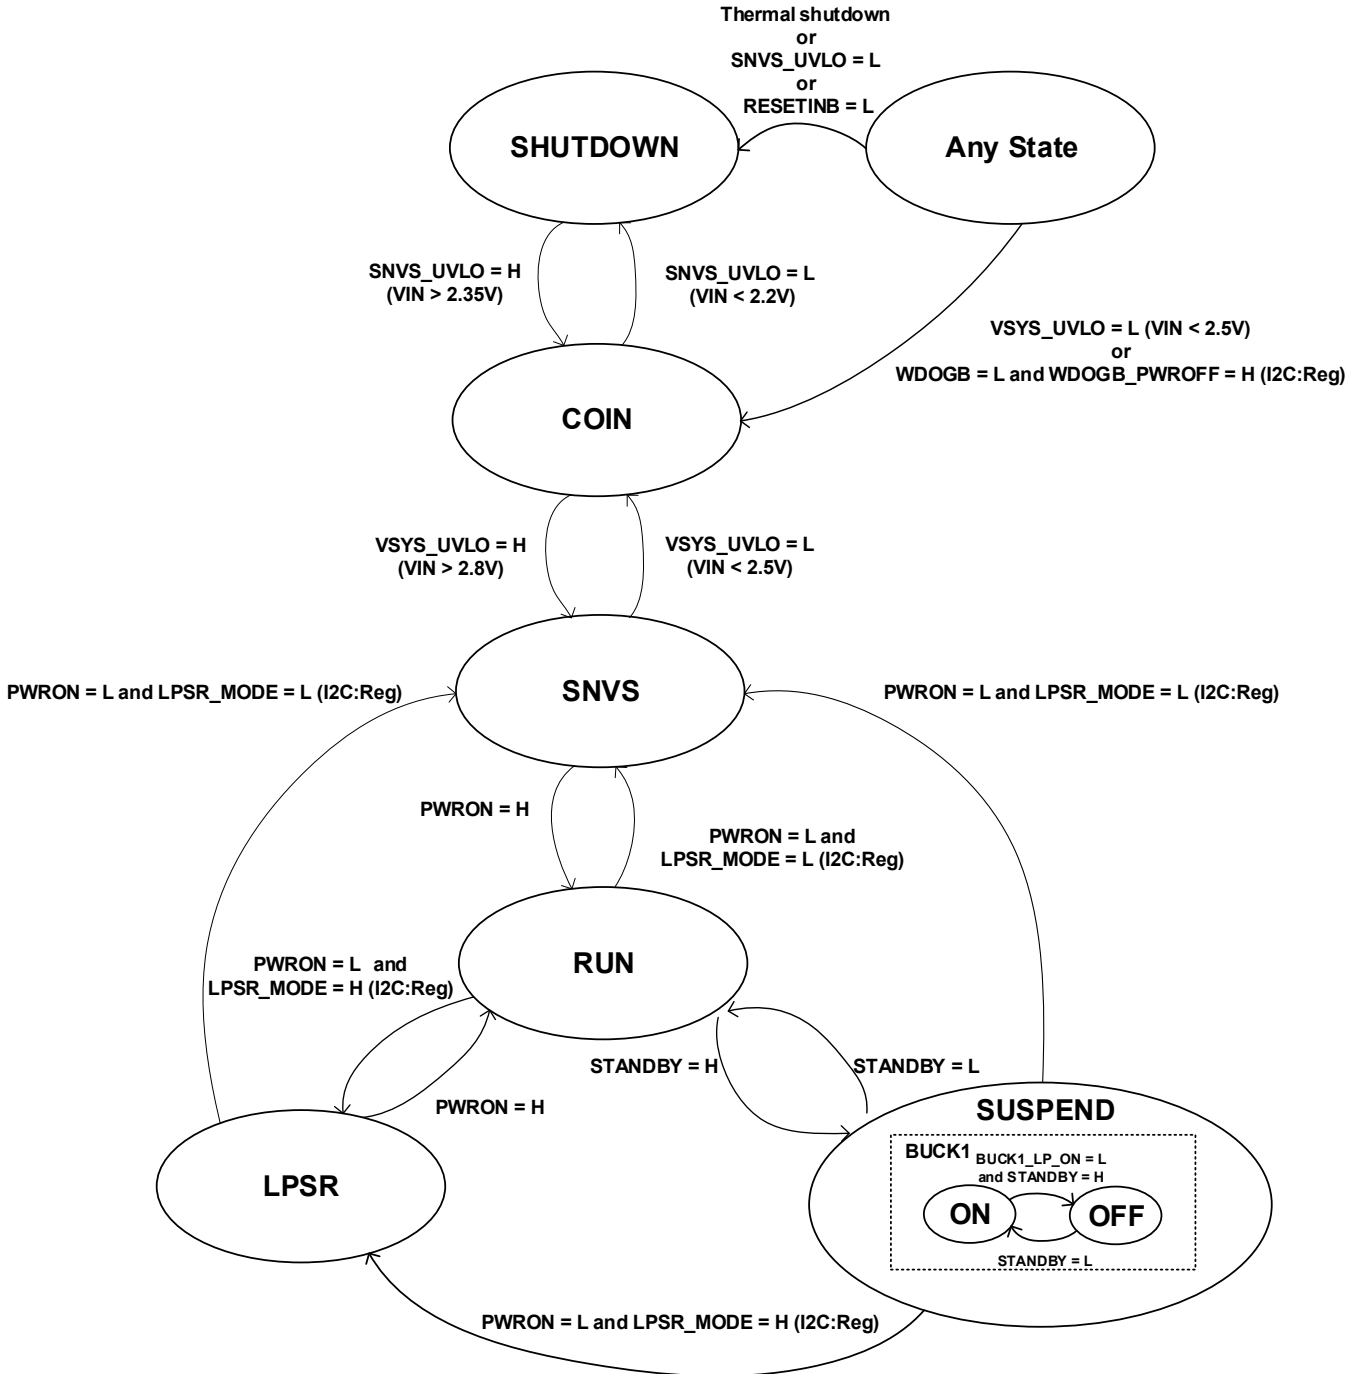 Thermal shutdown
or
SNVS_UVLO = L
or
RESETINB = L
SHUTDOWN
Any State
SNVS_UVLO = H
(VIN > 2.35V)
SNVS_UVLO = L
(VIN < 2.2V)
VSYS_UVLO = L (VIN < 2.5V)
or
WDOGB = L and WDOGB_PWROFF = H (I2C:Reg)
COIN
VSYS_UVLO = H
(VIN > 2.8V)
VSYS_UVLO = L
(VIN < 2.5V)
PWRON = L and LPSR_MODE = L (I2C:Reg)
SNVS
PWRON = L and LPSR_MODE = L (I2C:Reg)
PWRON = H
PWRON = L and
LPSR_MODE = L (I2C:Reg)
RUN
PWRON = L and
LPSR_MODE = H (I2C:Reg)
STANDBY = H
STANDBY = L
PWRON = H
SUSPEND
BUCK1
BUCK1_LP_ON = L
and STANDBY = H
LPSR
ON
OFF
STANDBY = L
PWRON = L and LPSR_MODE = H (I2C:Reg)